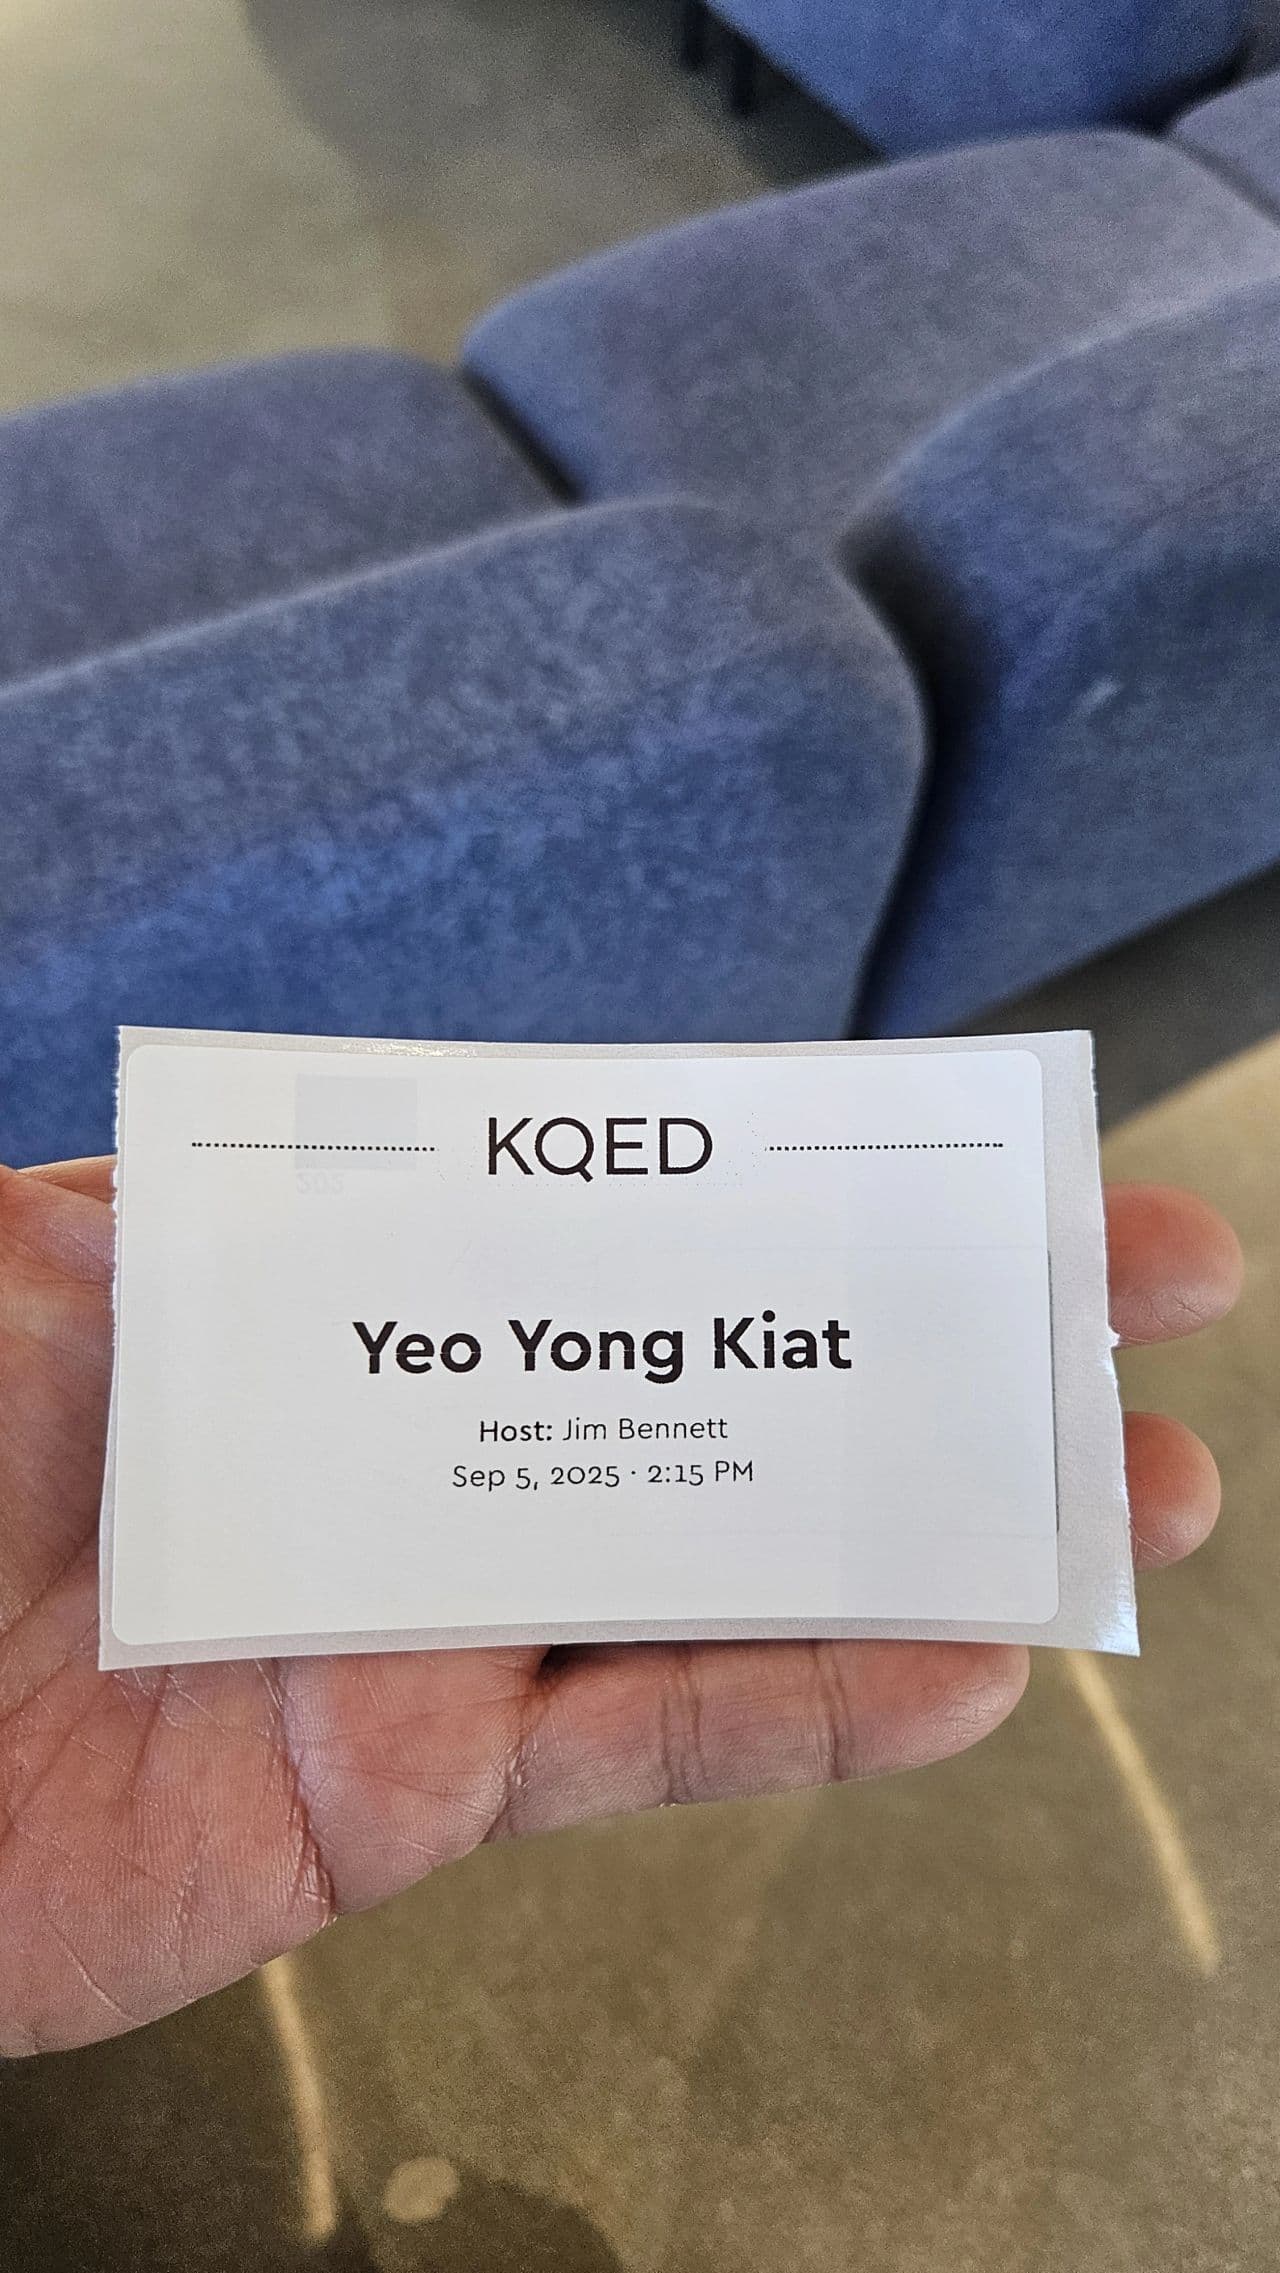 KQED
Yeo Yong Kiat
Host: Jim Bennett
Sep 5, 2025 · 2:15 PM